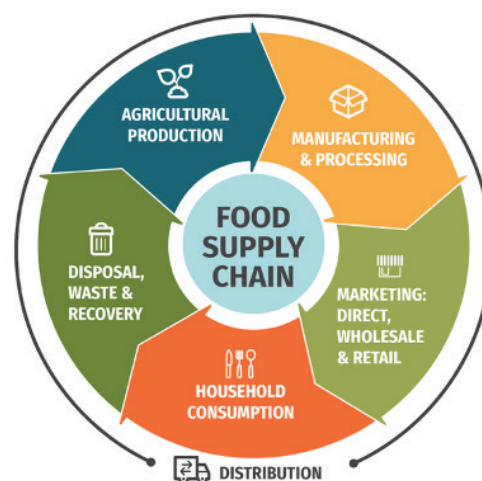 AGRICULTURAL
PRODUCTION
MANUFACTURING
& PROCESSING
FOOD
SUPPLY
CHAIN
MARKETING:
DIRECT,
WHOLESALE
& RETAIL
HOUSEHOLD
CONSUMPTION
DISPOSAL,
WASTE &
RECOVERY
DISTRIBUTION